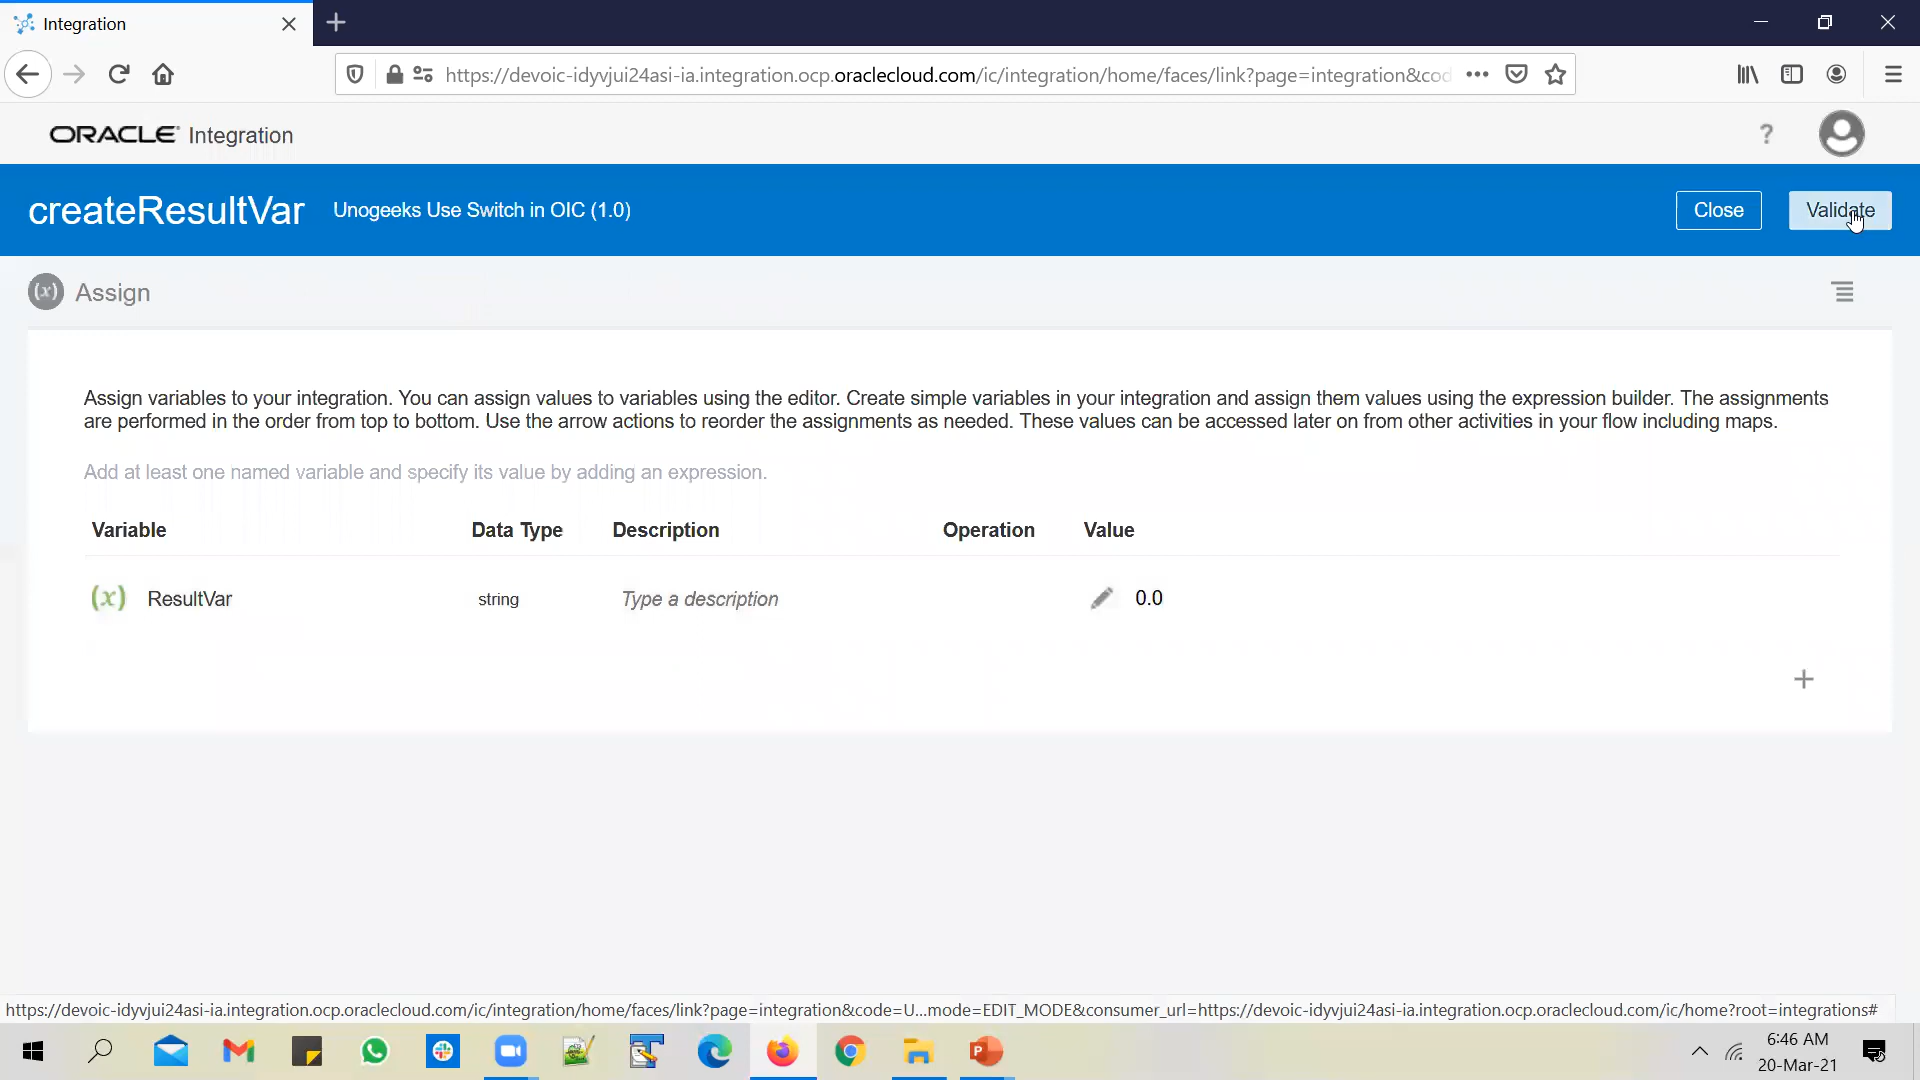 Integration
https://devoic-idyvjui24asi-ia.integration.ocp.oraclecloud.com/ic/integration/home/faces/link?page=integration&cod
ORACLE Integration
?
createResultVar Unogeeks Use Switch in OIC (1.0) Close Validate
(x) Assign
Assign variables to your integration. You can assign values to variables using the editor. Create simple variables in your integration and assign them values using the expression builder. The assignments
are performed in the order from top to bottom. Use the arrow actions to reorder the assignments as needed. These values can be accessed later on from other activities in your flow including maps.
Add at least one named variable and specify its value by adding an expression.
Variable Data Type Description Operation Value
(x) ResultVar string Type a description 0.0
https://devoic-idyvjui24asi-ia.integration.ocp.oraclecloud.com/ic/integration/home/faces/link?page=integration&code=U...mode=EDIT_MODE&consumer_url=https://devoic-idyvjui24asi-ia.integration.ocp.oraclecloud.com/ic/home?root=integrations#
6:46 AM
20-Mar-21